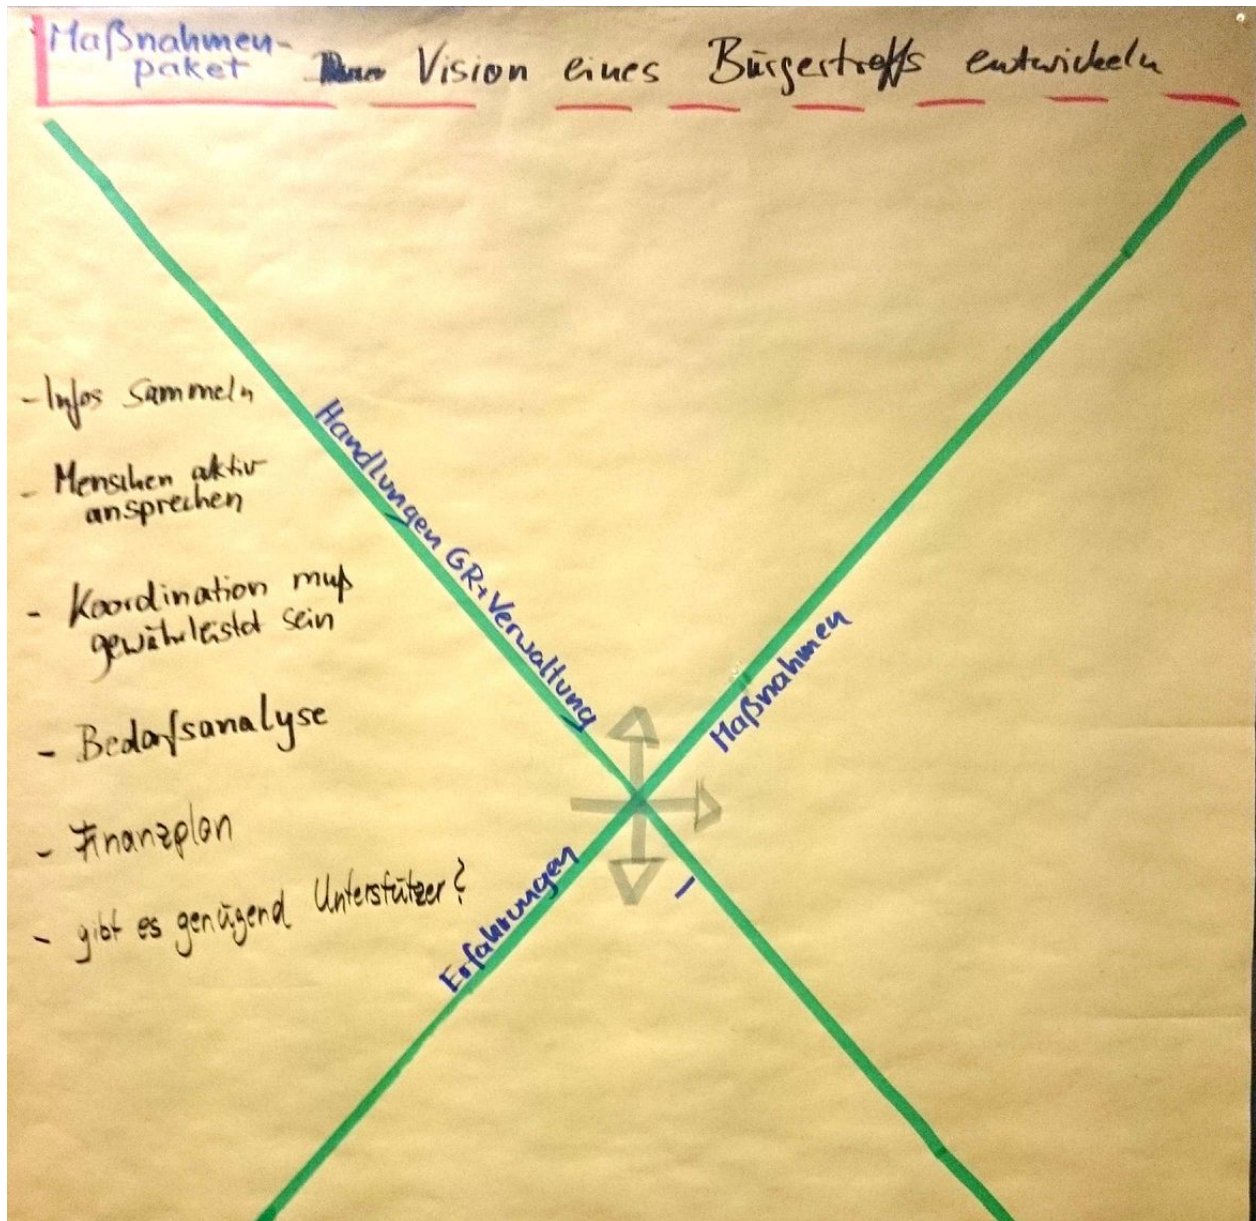 Maßnahmen-
paket
Vision eines Bürgertreffs entwickeln
- Infos sammeln
- Menschen aktiv
ansprechen
- Koordination muß
gewährleistet sein
- Bedarfsanalyse
- Finanzplan
- gibt es genügend Unterstützer?
Handlungen GR+Verwaltung
Maßnahmen
Erfahrungen